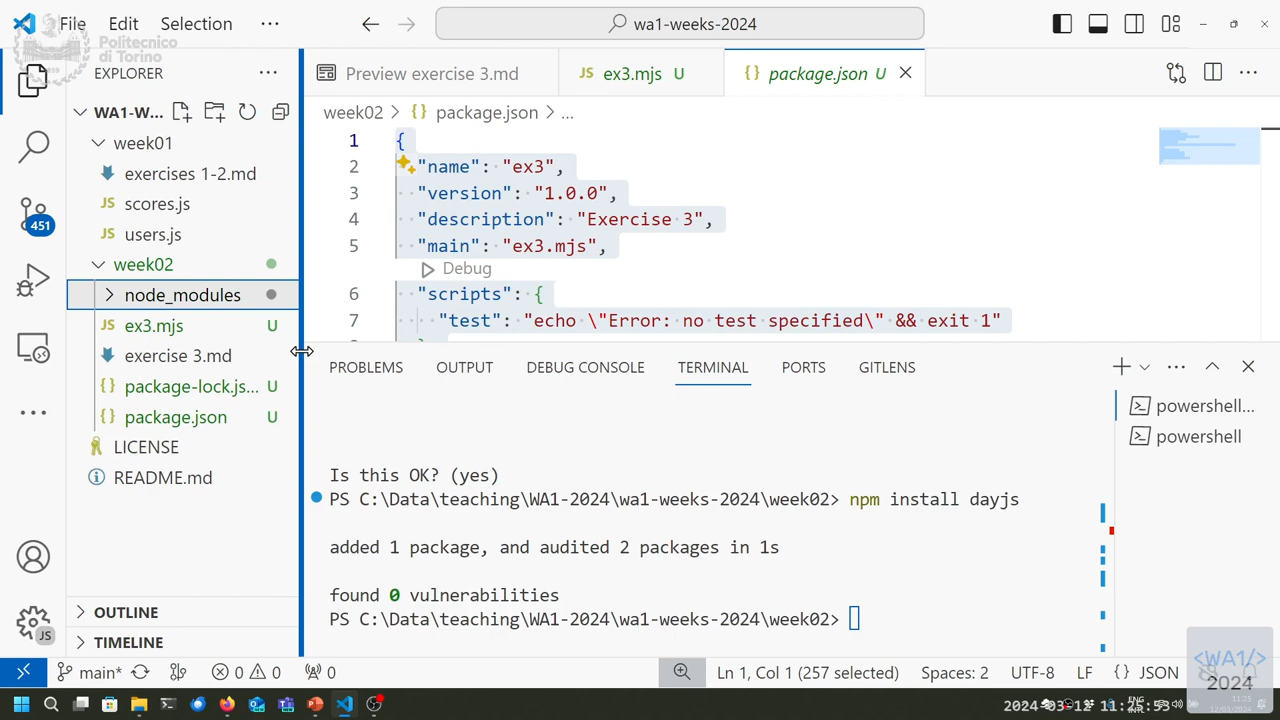 File Edit Selection ···
wa1-weeks-2024
Politecnico
di Torino
EXPLORER ···
Preview exercise 3.md
JS ex3.mjs U
{} package.json U
WA1-W...
week02 > {} package.json > ...
week01
exercises 1-2.md
JS scores.js
JS users.js
week02
node_modules
JS ex3.mjs U
exercise 3.md
{} package-lock.js... U
{} package.json U
LICENSE
README.md
451
1 {
2 "name": "ex3",
3 "version": "1.0.0",
4 "description": "Exercise 3",
5 "main": "ex3.mjs",
Debug
6 "scripts": {
7 "test": "echo \"Error: no test specified\" && exit 1"
PROBLEMS OUTPUT DEBUG CONSOLE TERMINAL PORTS GITLENS
powershell...
powershell
Is this OK? (yes)
PS C:\Data\teaching\WA1-2024\wa1-weeks-2024\week02> npm install dayjs
added 1 package, and audited 2 packages in 1s
found 0 vulnerabilities
PS C:\Data\teaching\WA1-2024\wa1-weeks-2024\week02>
OUTLINE
TIMELINE
JS
main* 0 0 0 Ln 1, Col 1 (257 selected) Spaces: 2 UTF-8 LF {} JSON
<WA1/>
2024
ENG